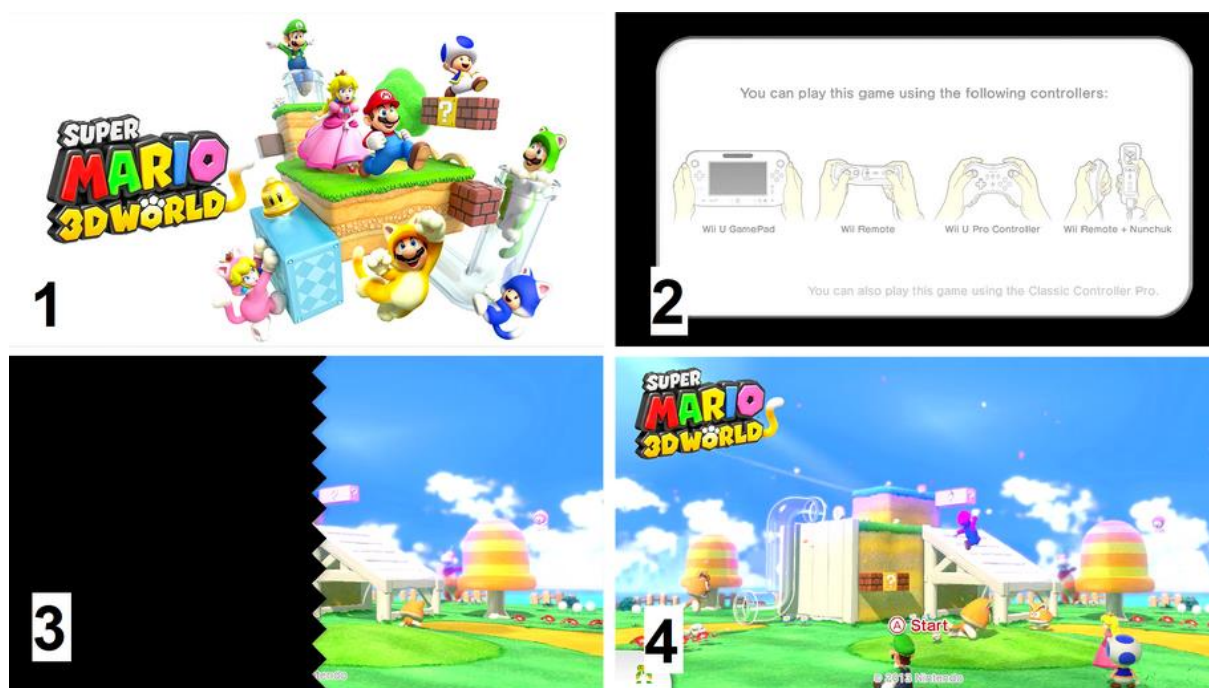 SUPER
MARIO
3D WORLD
1
You can play this game using the following controllers:
Wii U GamePad
Wii Remote
Wii U Pro Controller
Wii Remote + Nunchuk
You can also play this game using the Classic Controller Pro.
2
3
tendo
SUPER
MARIO
3D WORLD
A Start
4
© 2013 Nintendo